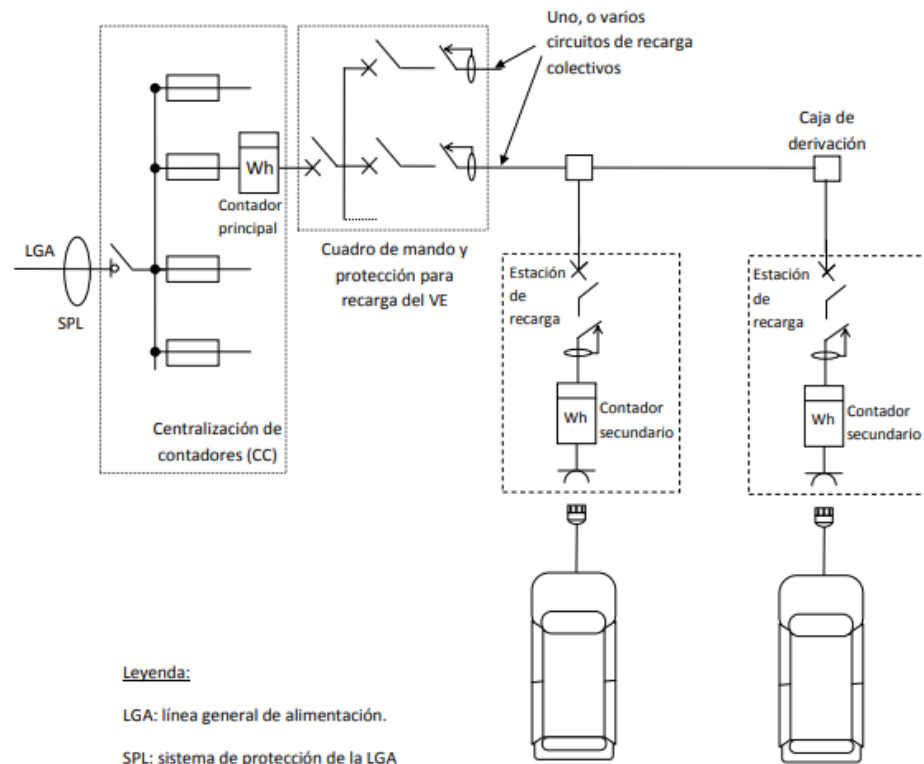 Uno, o varios
circuitos de recarga
colectivos
Caja de
derivación
Wh
Contador
principal
LGA
SPL
Cuadro de mando y
protección para
recarga del VE
Estación
de
recarga
Estación
de
recarga
Wh
Contador
secundario
Wh
Contador
secundario
Centralización de
contadores (CC)
Leyenda:
LGA: línea general de alimentación.
SPL: sistema de protección de la LGA